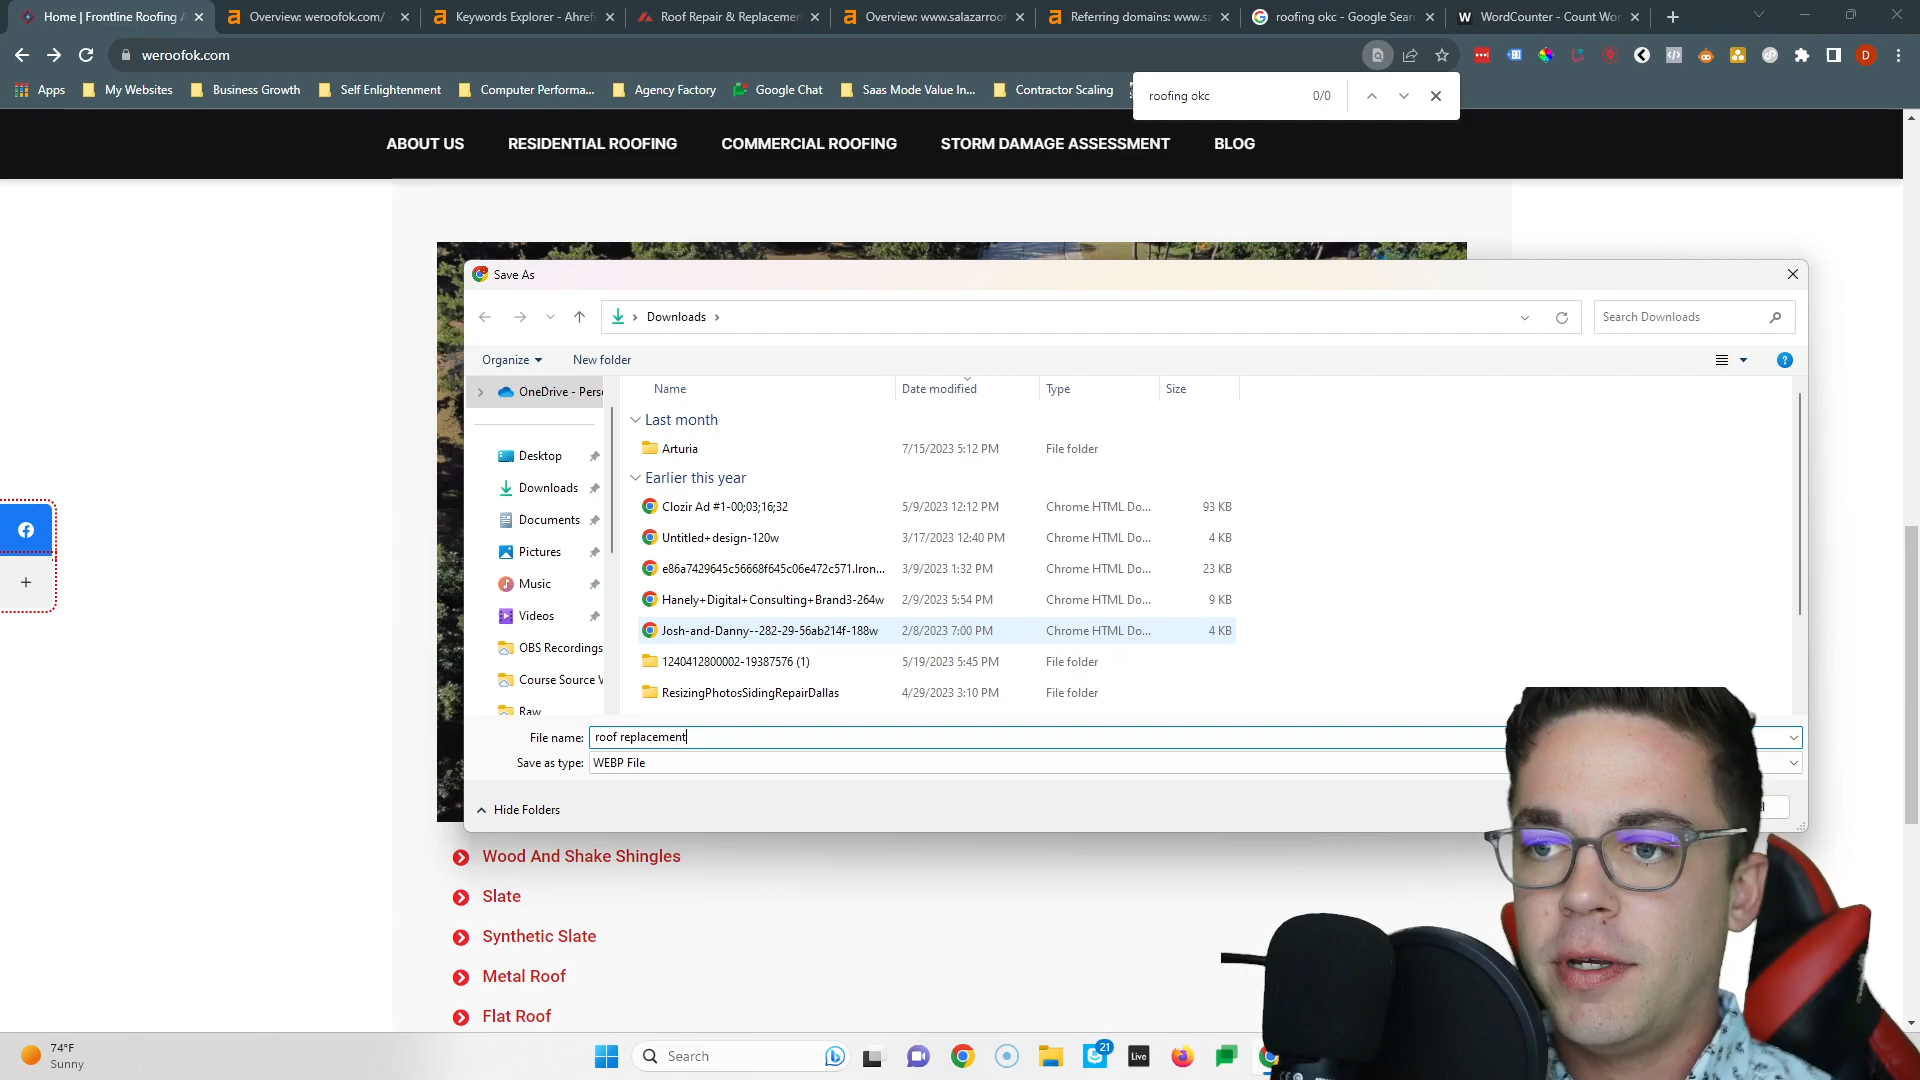 Home | Frontline Roofing A
Overview: weroofok.com/ -
Keywords Explorer - Ahrefs
Roof Repair & Replacemen
Overview: www.salazarroo
Referring domains: www.sa
roofing okc - Google Searc
WordCounter - Count Wor
weroofok.com
D
Apps
My Websites
Business Growth
Self Enlightenment
Computer Performa...
Agency Factory
Google Chat
Saas Mode Value In...
Contractor Scaling
roofing okc
0/0
ABOUT US
RESIDENTIAL ROOFING
COMMERCIAL ROOFING
STORM DAMAGE ASSESSMENT
BLOG
Save As
Downloads
Search Downloads
Organize
New folder
OneDrive - Perso
Desktop
Downloads
Documents
Pictures
Music
Videos
OBS Recordings
Course Source V
Raw
Name
Date modified
Type
Size
Last month
Arturia
7/15/2023 5:12 PM
File folder
Earlier this year
Clozir Ad #1-00;03;16;32
5/9/2023 12:12 PM
Chrome HTML Do...
93 KB
Untitled+design-120w
3/17/2023 12:40 PM
Chrome HTML Do...
4 KB
e86a7429645c56668f645c06e472c571.Iron...
3/9/2023 1:32 PM
Chrome HTML Do...
23 KB
Hanely+Digital+Consulting+Brand3-264w
2/9/2023 5:54 PM
Chrome HTML Do...
9 KB
Josh-and-Danny--282-29-56ab214f-188w
2/8/2023 7:00 PM
Chrome HTML Do...
4 KB
1240412800002-19387576 (1)
5/19/2023 5:45 PM
File folder
ResizingPhotosSidingRepairDallas
4/29/2023 3:10 PM
File folder
File name:
roof replacement
Save as type:
WEBP File
Hide Folders
Wood And Shake Shingles
Slate
Synthetic Slate
Metal Roof
Flat Roof
74°F
Sunny
Search
21
Live